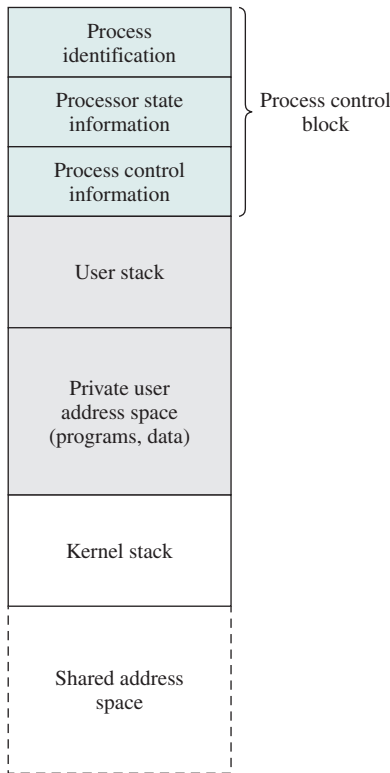 Process
identification
Processor state
information
Process control
information
Process control
block
User stack
Private user
address space
(programs, data)
Kernel stack
Shared address
space